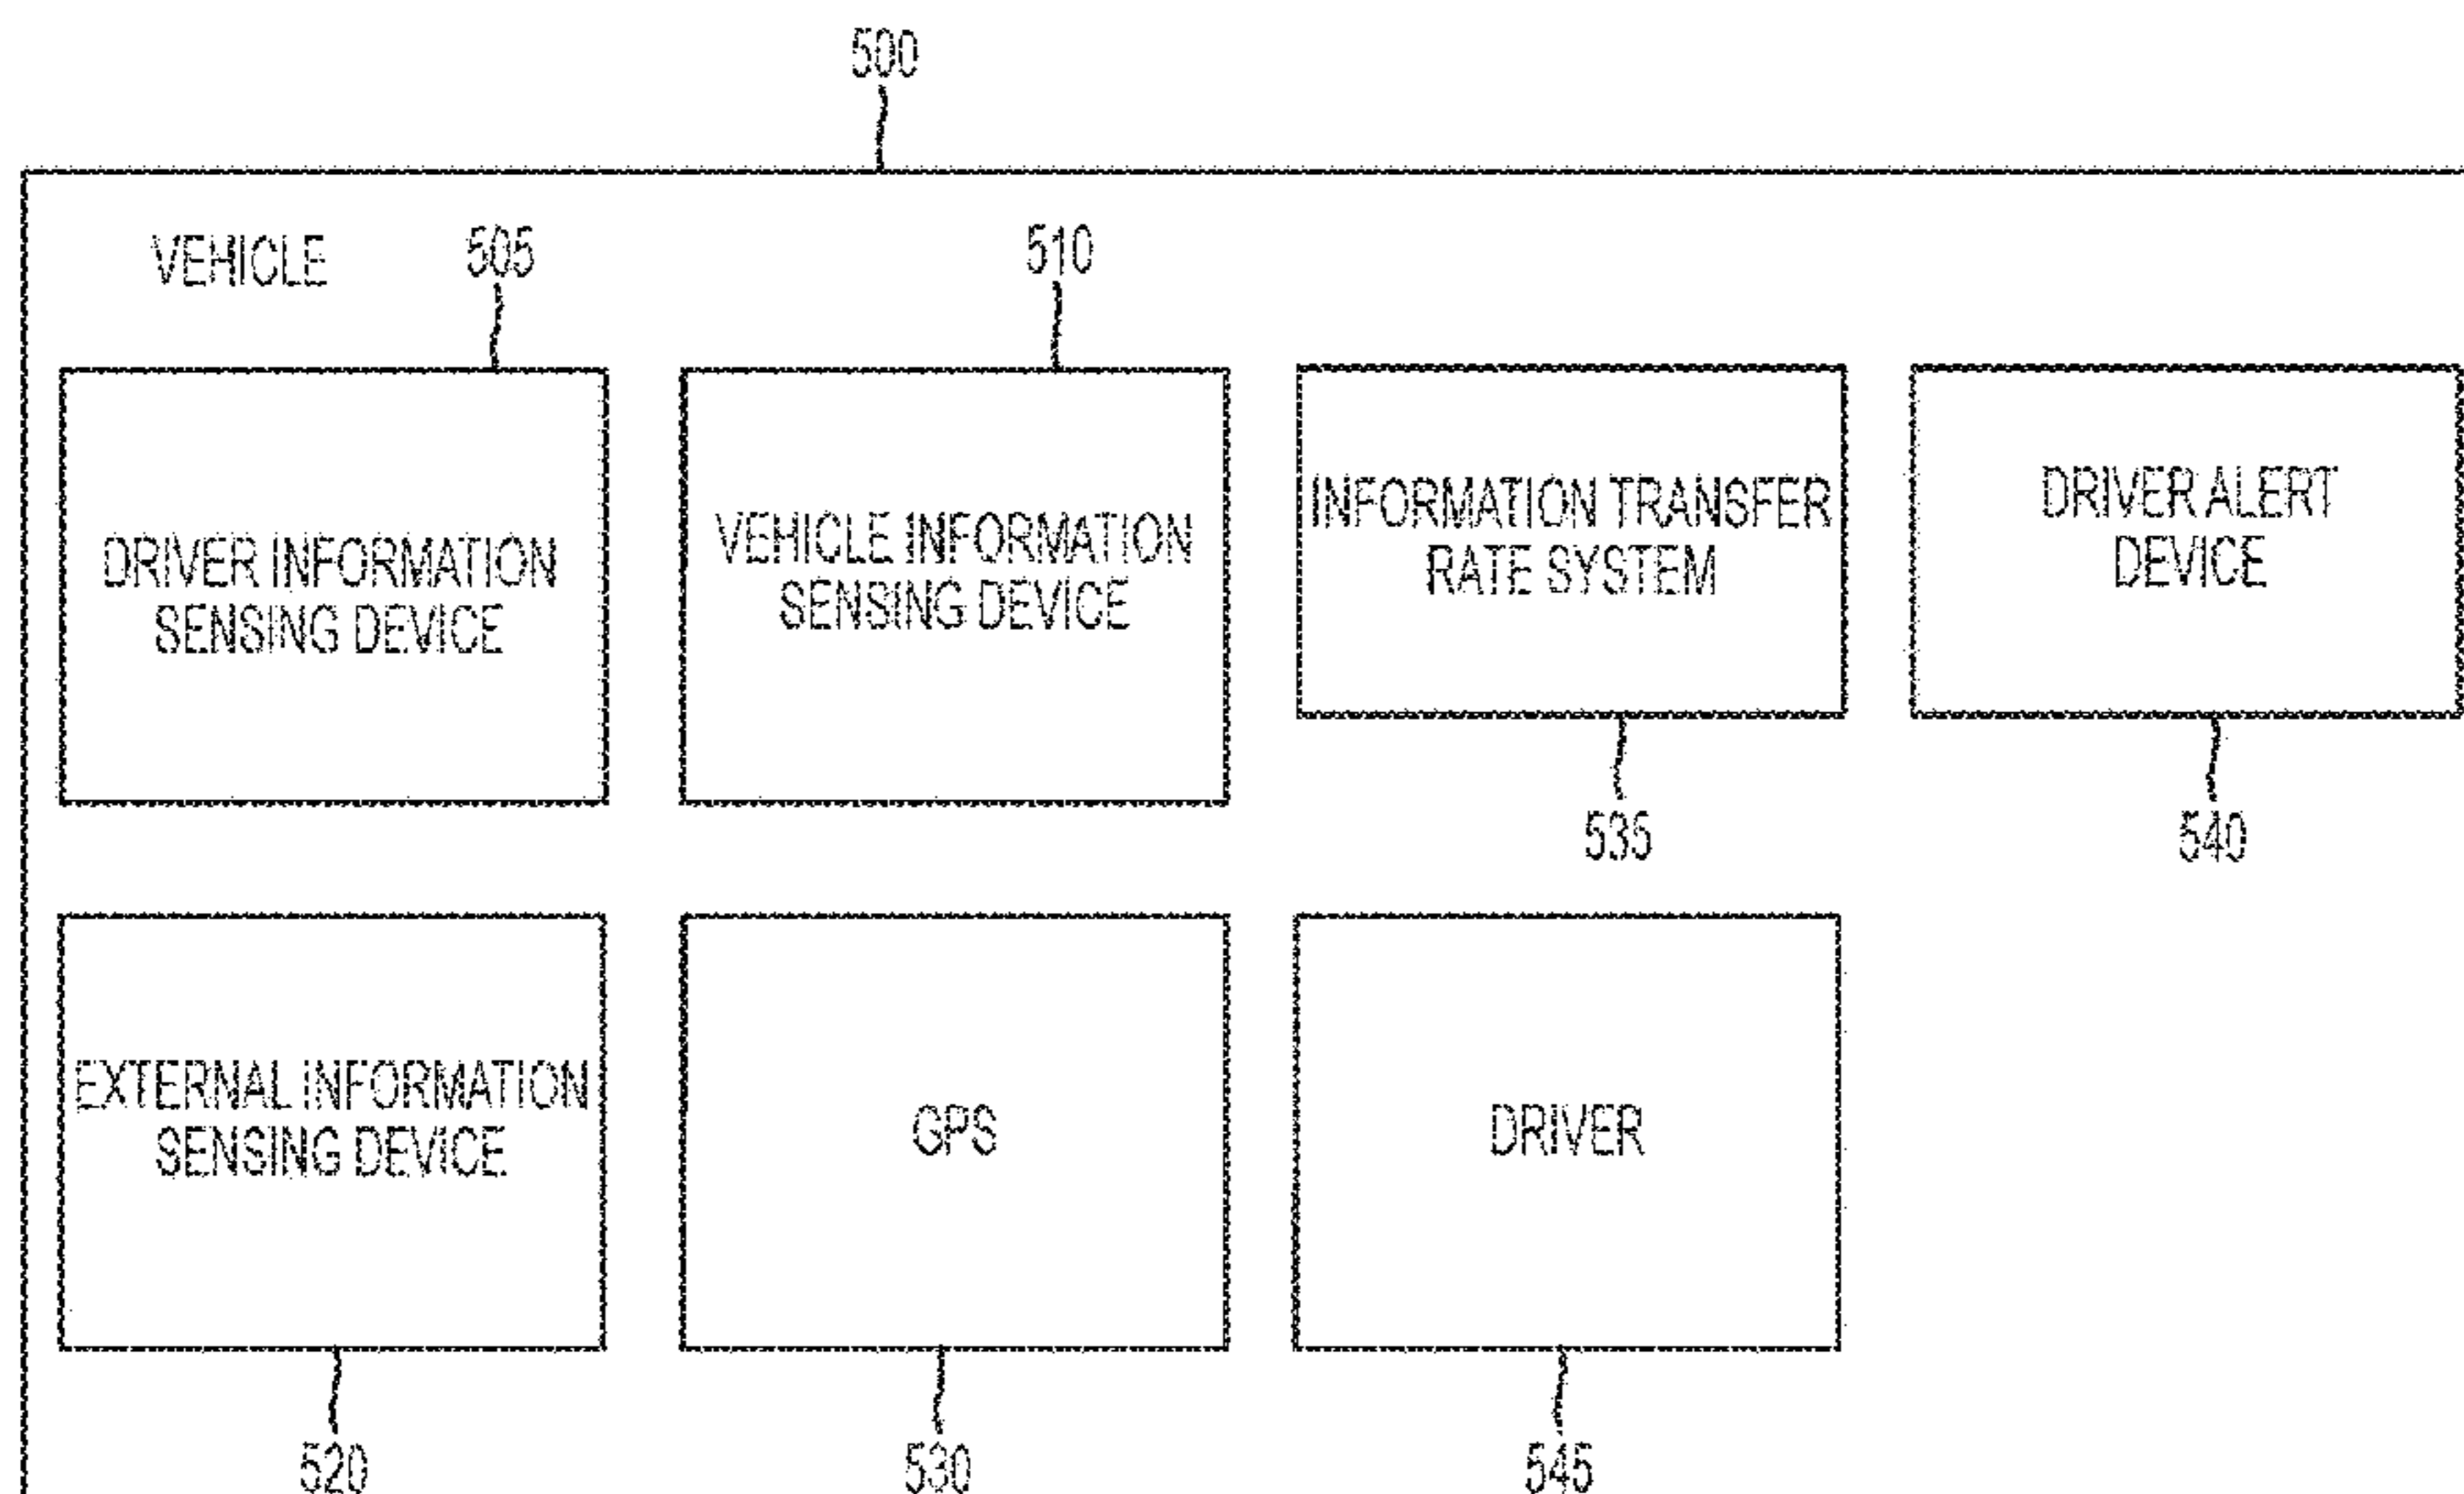 500
VEHICLE
505
510
DRIVER INFORMATION
SENSING DEVICE
VEHICLE INFORMATION
SENSING DEVICE
INFORMATION TRANSFER
RATE SYSTEM
DRIVER ALERT
DEVICE
535
540
EXTERNAL INFORMATION
SENSING DEVICE
GPS
DRIVER
520
530
545